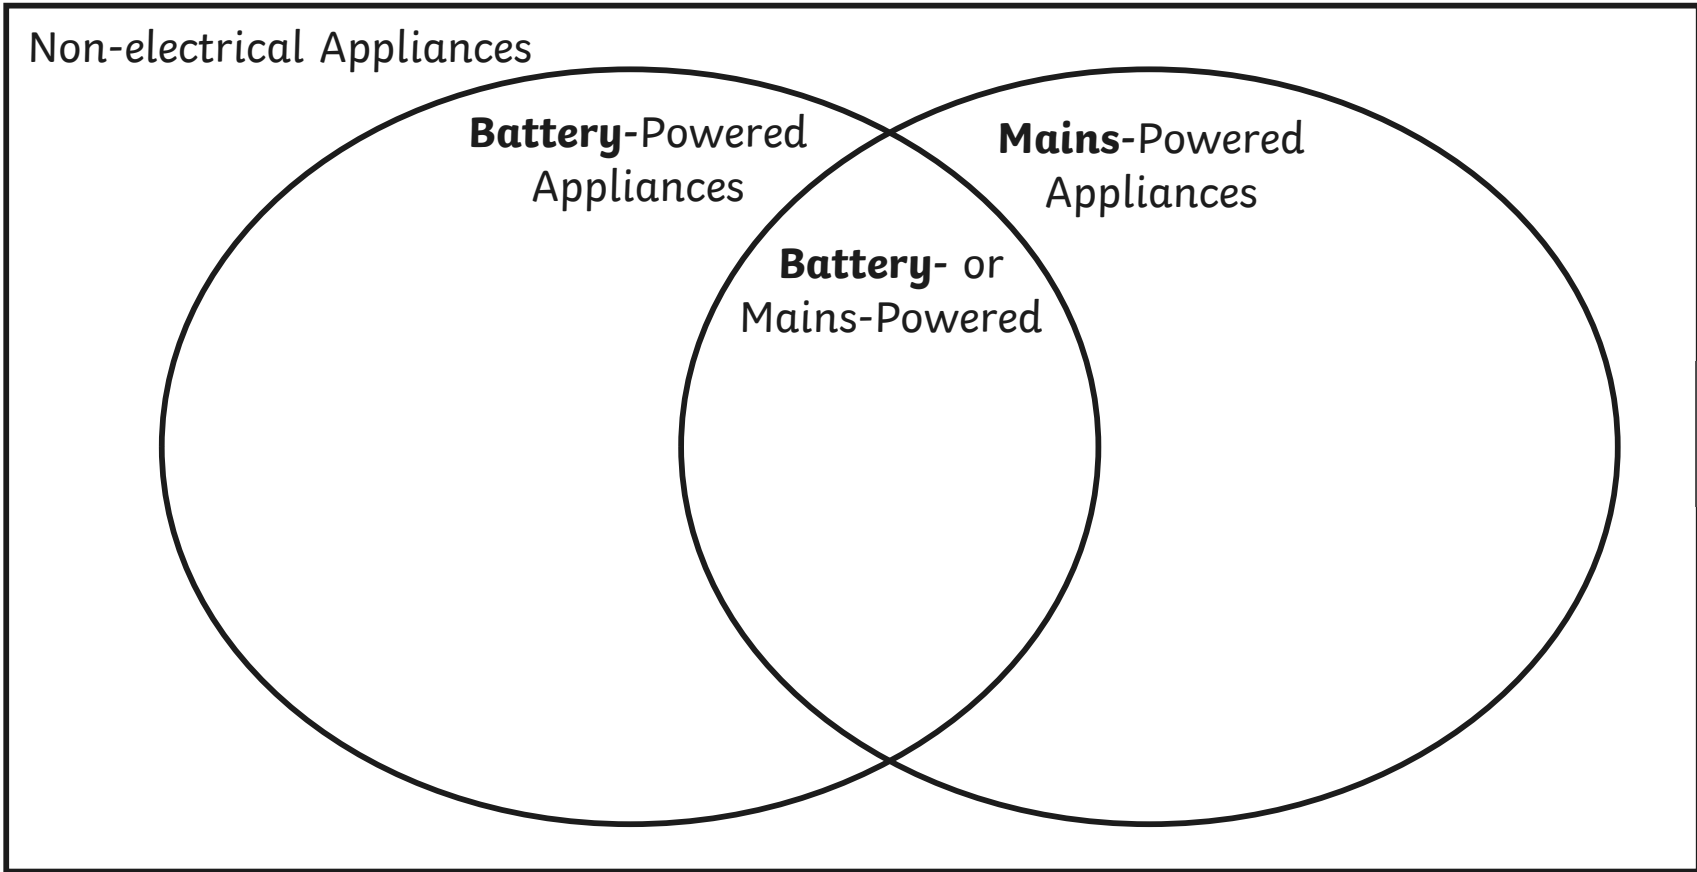 Non-electrical Appliances
Battery-Powered
Appliances
Mains-Powered
Appliances
Battery- or
Mains-Powered